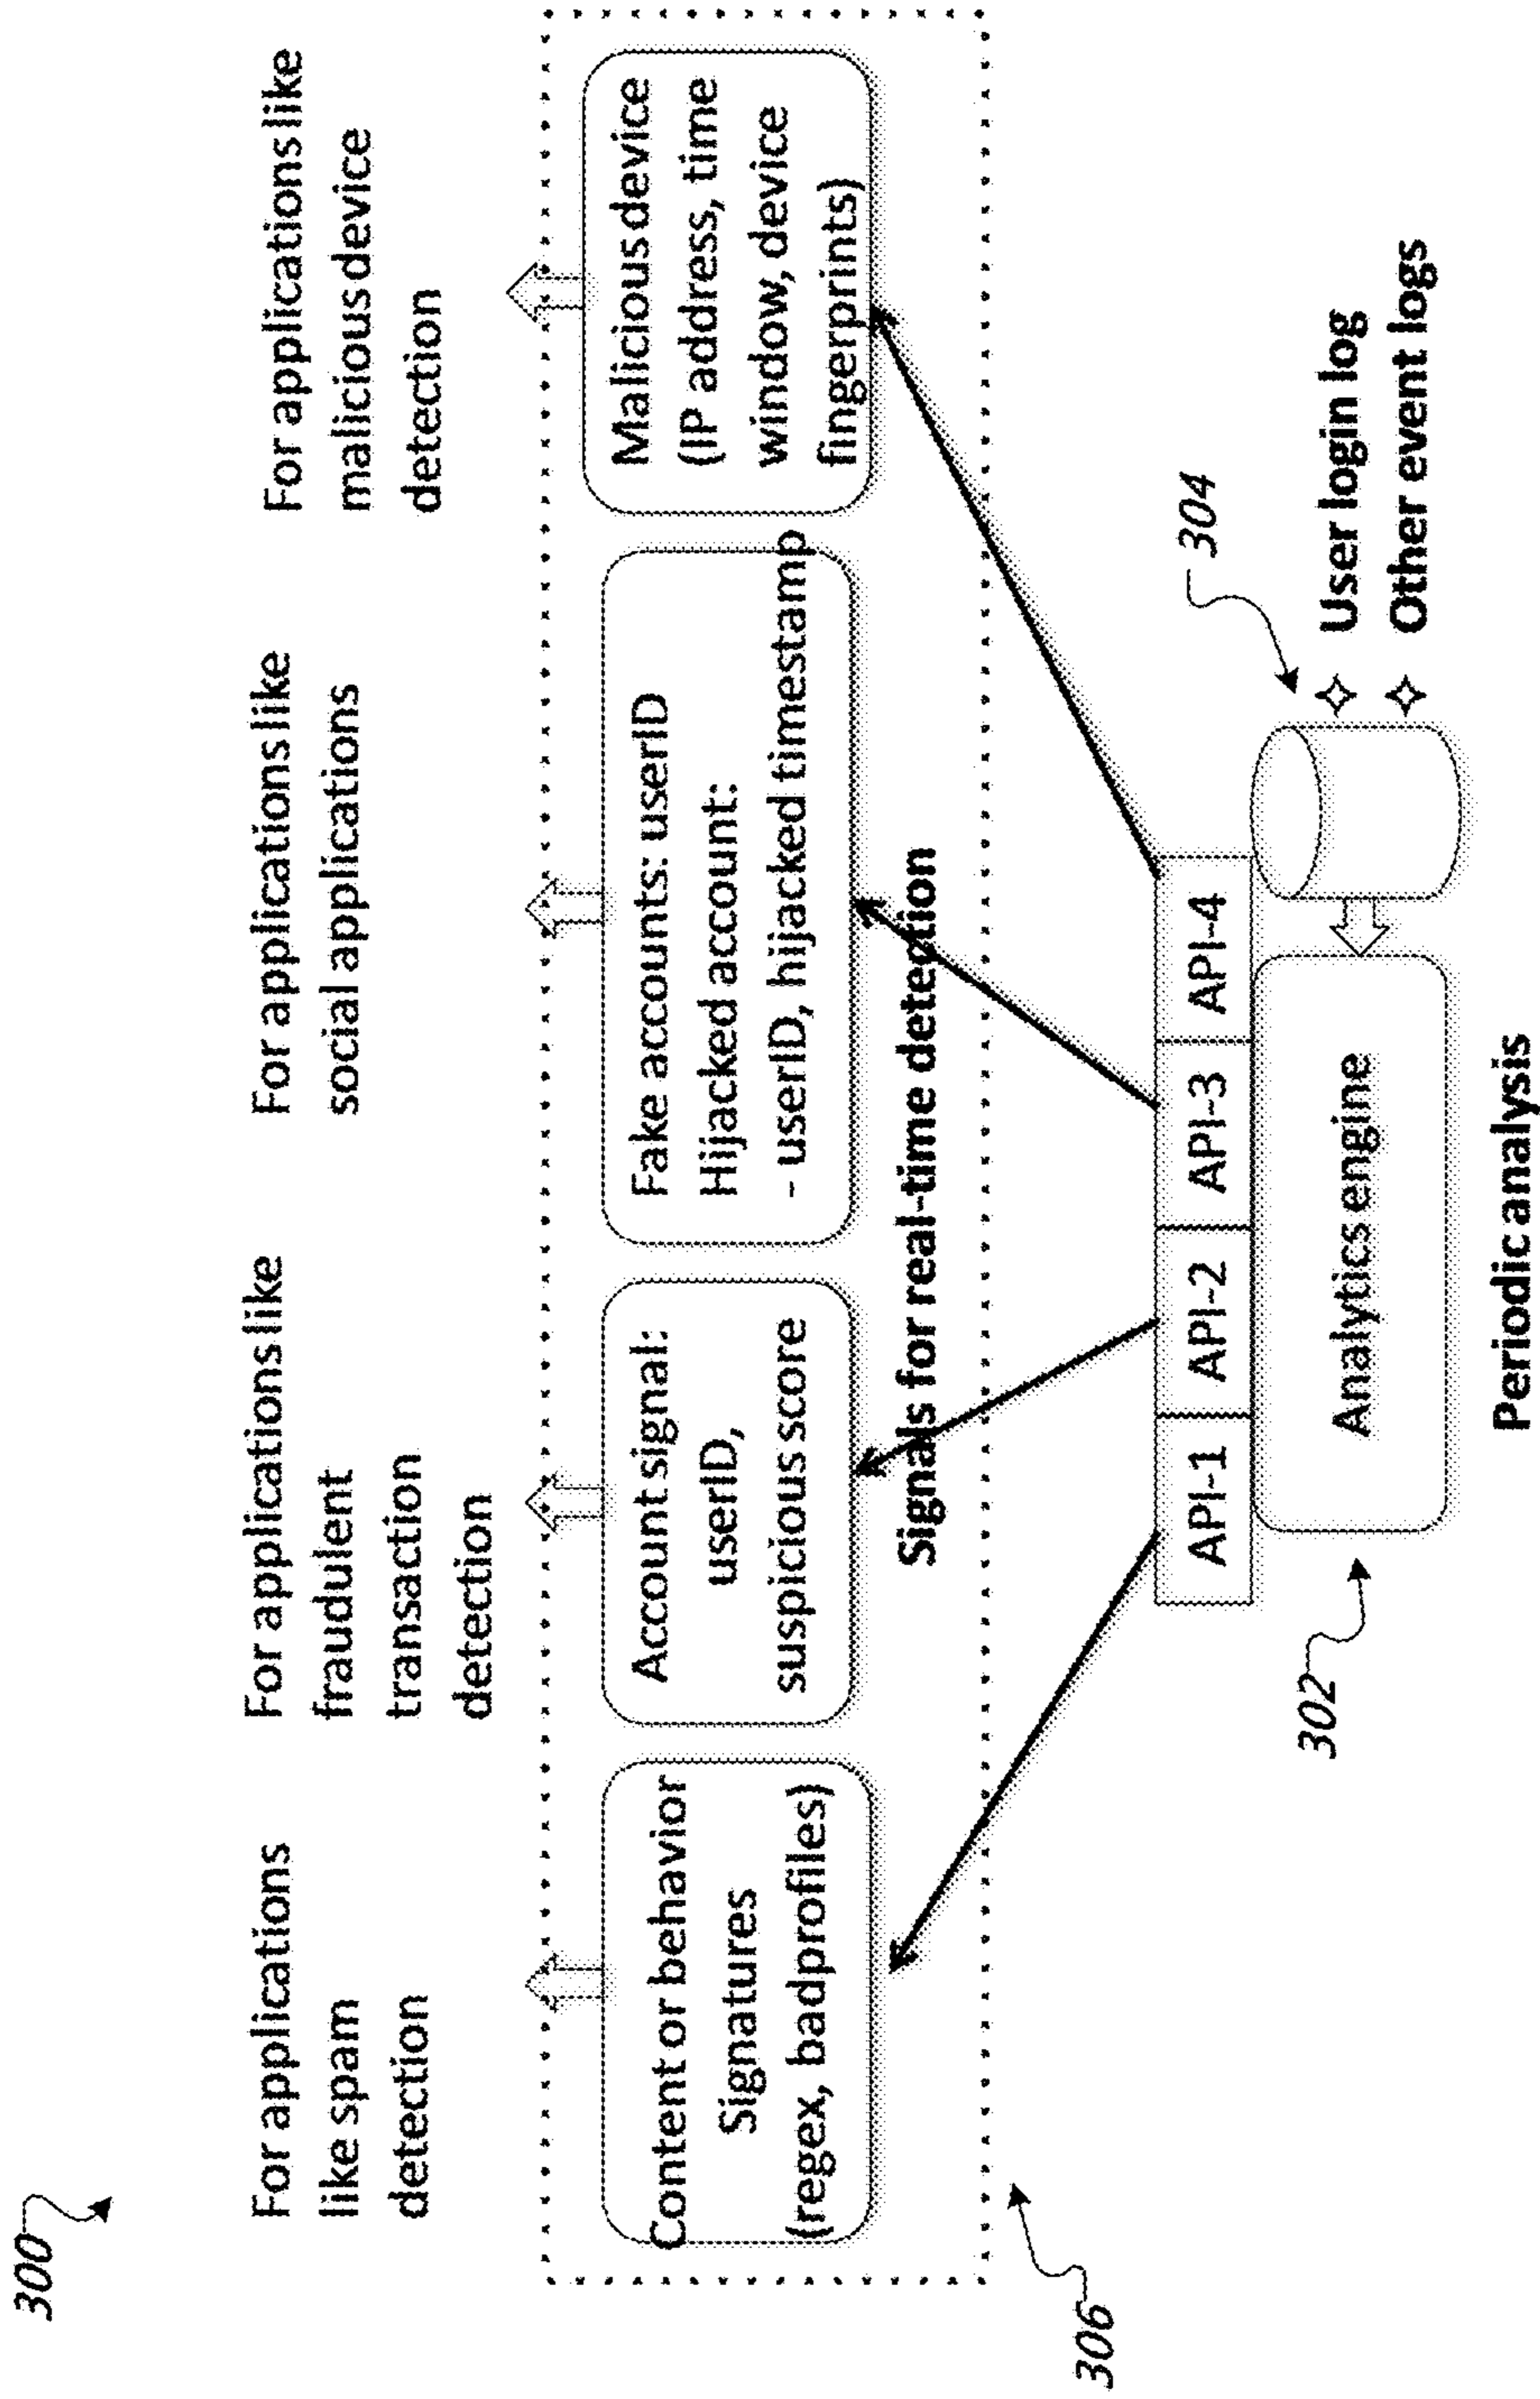 300
For applications
like spam
detection
For applications like
fraudulent
transaction
detection
For applications like
social applications
For applications like
malicious device
detection
Content or behavior
Signatures
(regex, badprofiles)
Account signal:
userID,
suspicious score
Fake accounts: userID
Hijacked account:
- userID, hijacked timestamp
Malicious device
(IP address, time
window, device
fingerprints)
Signals for real-time detection
306
API-1
API-2
API-3
API-4
304
302
Analytics engine
User login log
Other event logs
Periodic analysis